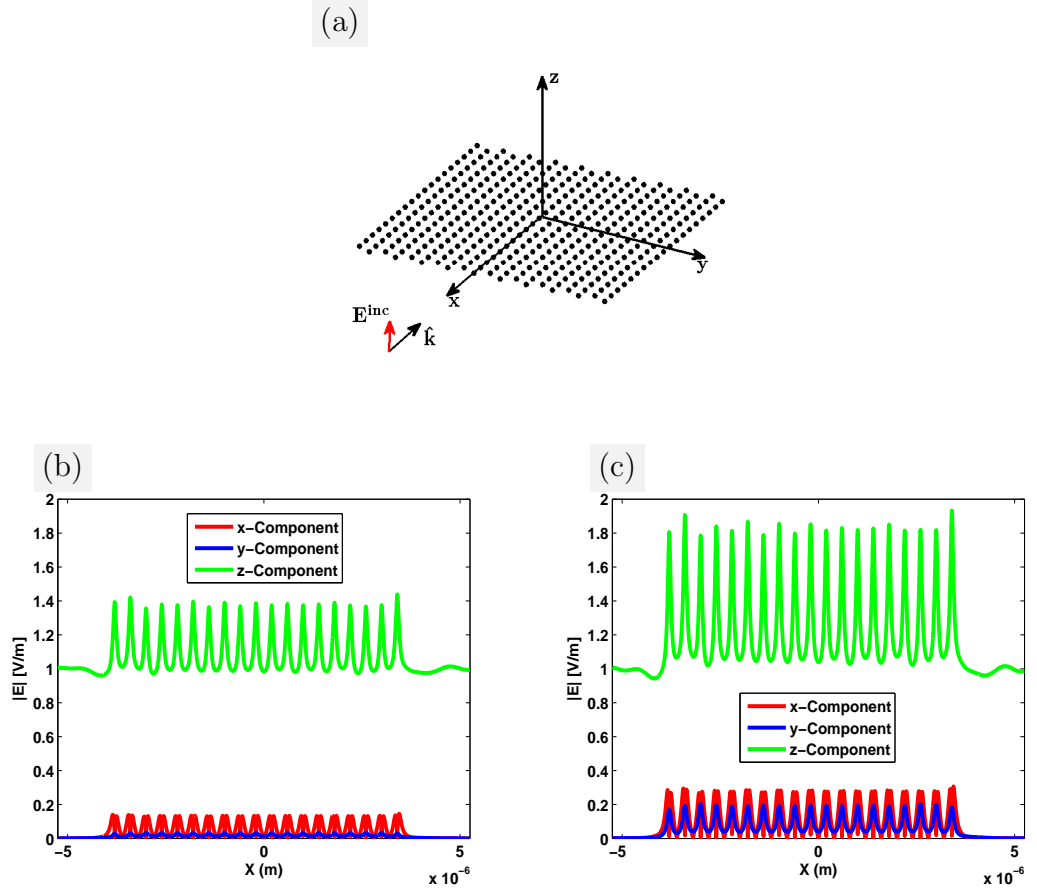 (a)
z
y
x
E^inc
k̂
(b)
(c)
2
1.8
1.6
1.4
1.2
1
0.8
0.6
0.4
0.2
0
|E| [V/m]
x−Component
y−Component
z−Component
−5
0
5
X (m)
x 10^−6
2
1.8
1.6
1.4
1.2
1
0.8
0.6
0.4
0.2
0
|E| [V/m]
x−Component
y−Component
z−Component
−5
0
5
X (m)
x 10^−6